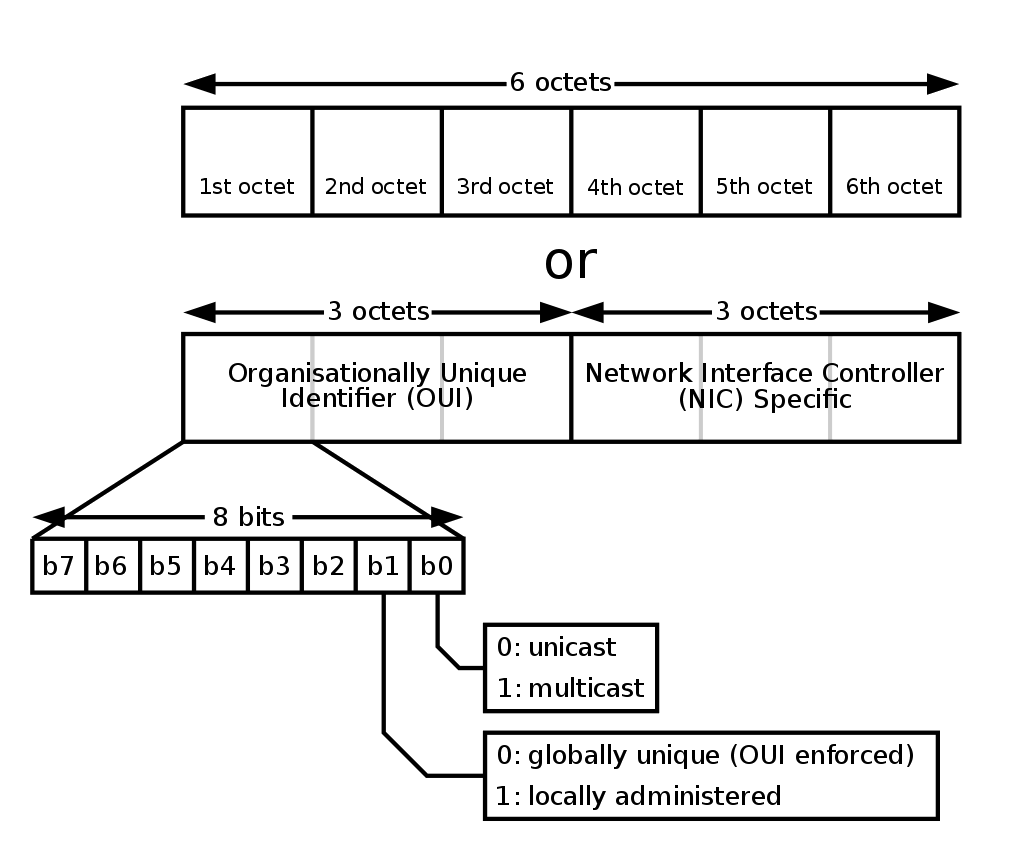 6 octets
1st octet 2nd octet 3rd octet 4th octet 5th octet 6th octet
or
3 octets 3 octets
Organisationally Unique
Identifier (OUI)
Network Interface Controller
(NIC) Specific
8 bits
b7 b6 b5 b4 b3 b2 b1 b0
0: unicast
1: multicast
0: globally unique (OUI enforced)
1: locally administered